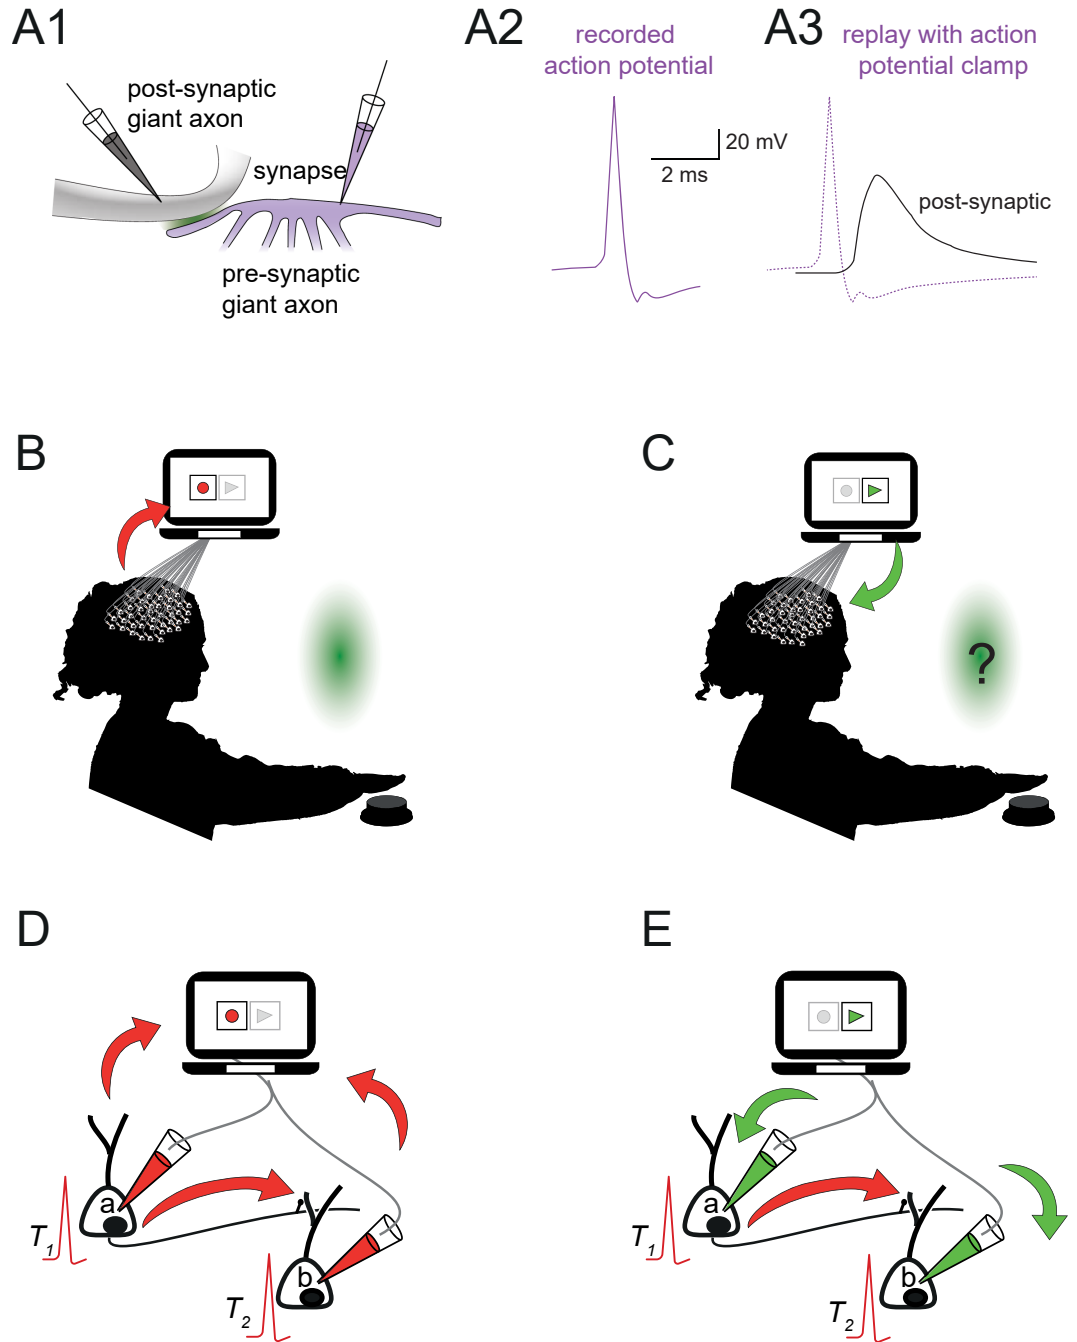 A1
post-synaptic
giant axon
synapse
pre-synaptic
giant axon
A2
recorded
action potential
20 mV
2 ms
A3
replay with action
potential clamp
post-synaptic
B
C
?
D
a
T1
b
T2
E
a
T1
b
T2